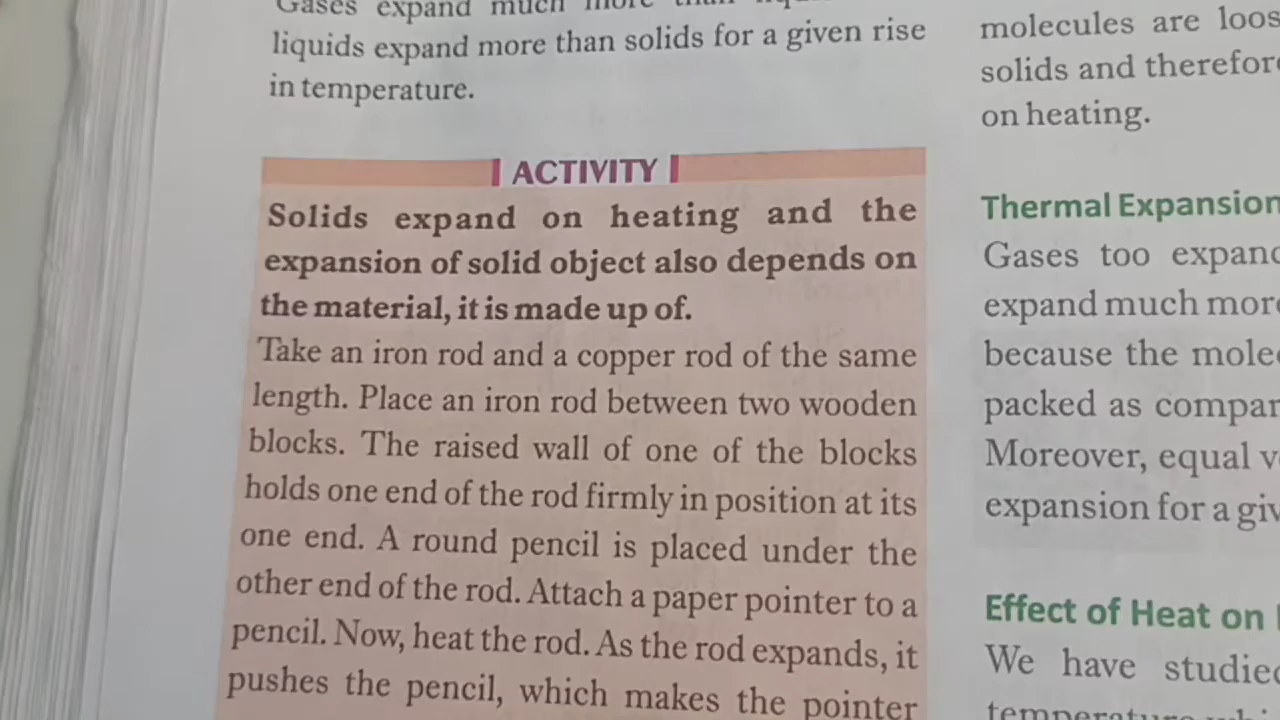 Gases expand much more than
liquids expand more than solids for a given rise
in temperature.
ACTIVITY
Solids expand on heating and the
expansion of solid object also depends on
the material, it is made up of.
Take an iron rod and a copper rod of the same
length. Place an iron rod between two wooden
blocks. The raised wall of one of the blocks
holds one end of the rod firmly in position at its
one end. A round pencil is placed under the
other end of the rod. Attach a paper pointer to a
pencil. Now, heat the rod. As the rod expands, it
pushes the pencil, which makes the pointer
molecules are
solids and
on heating.
Thermal Expansion
Gases too
expand much
because the
packed as
Moreover, equal
expansion for a
Effect of Heat on
We have